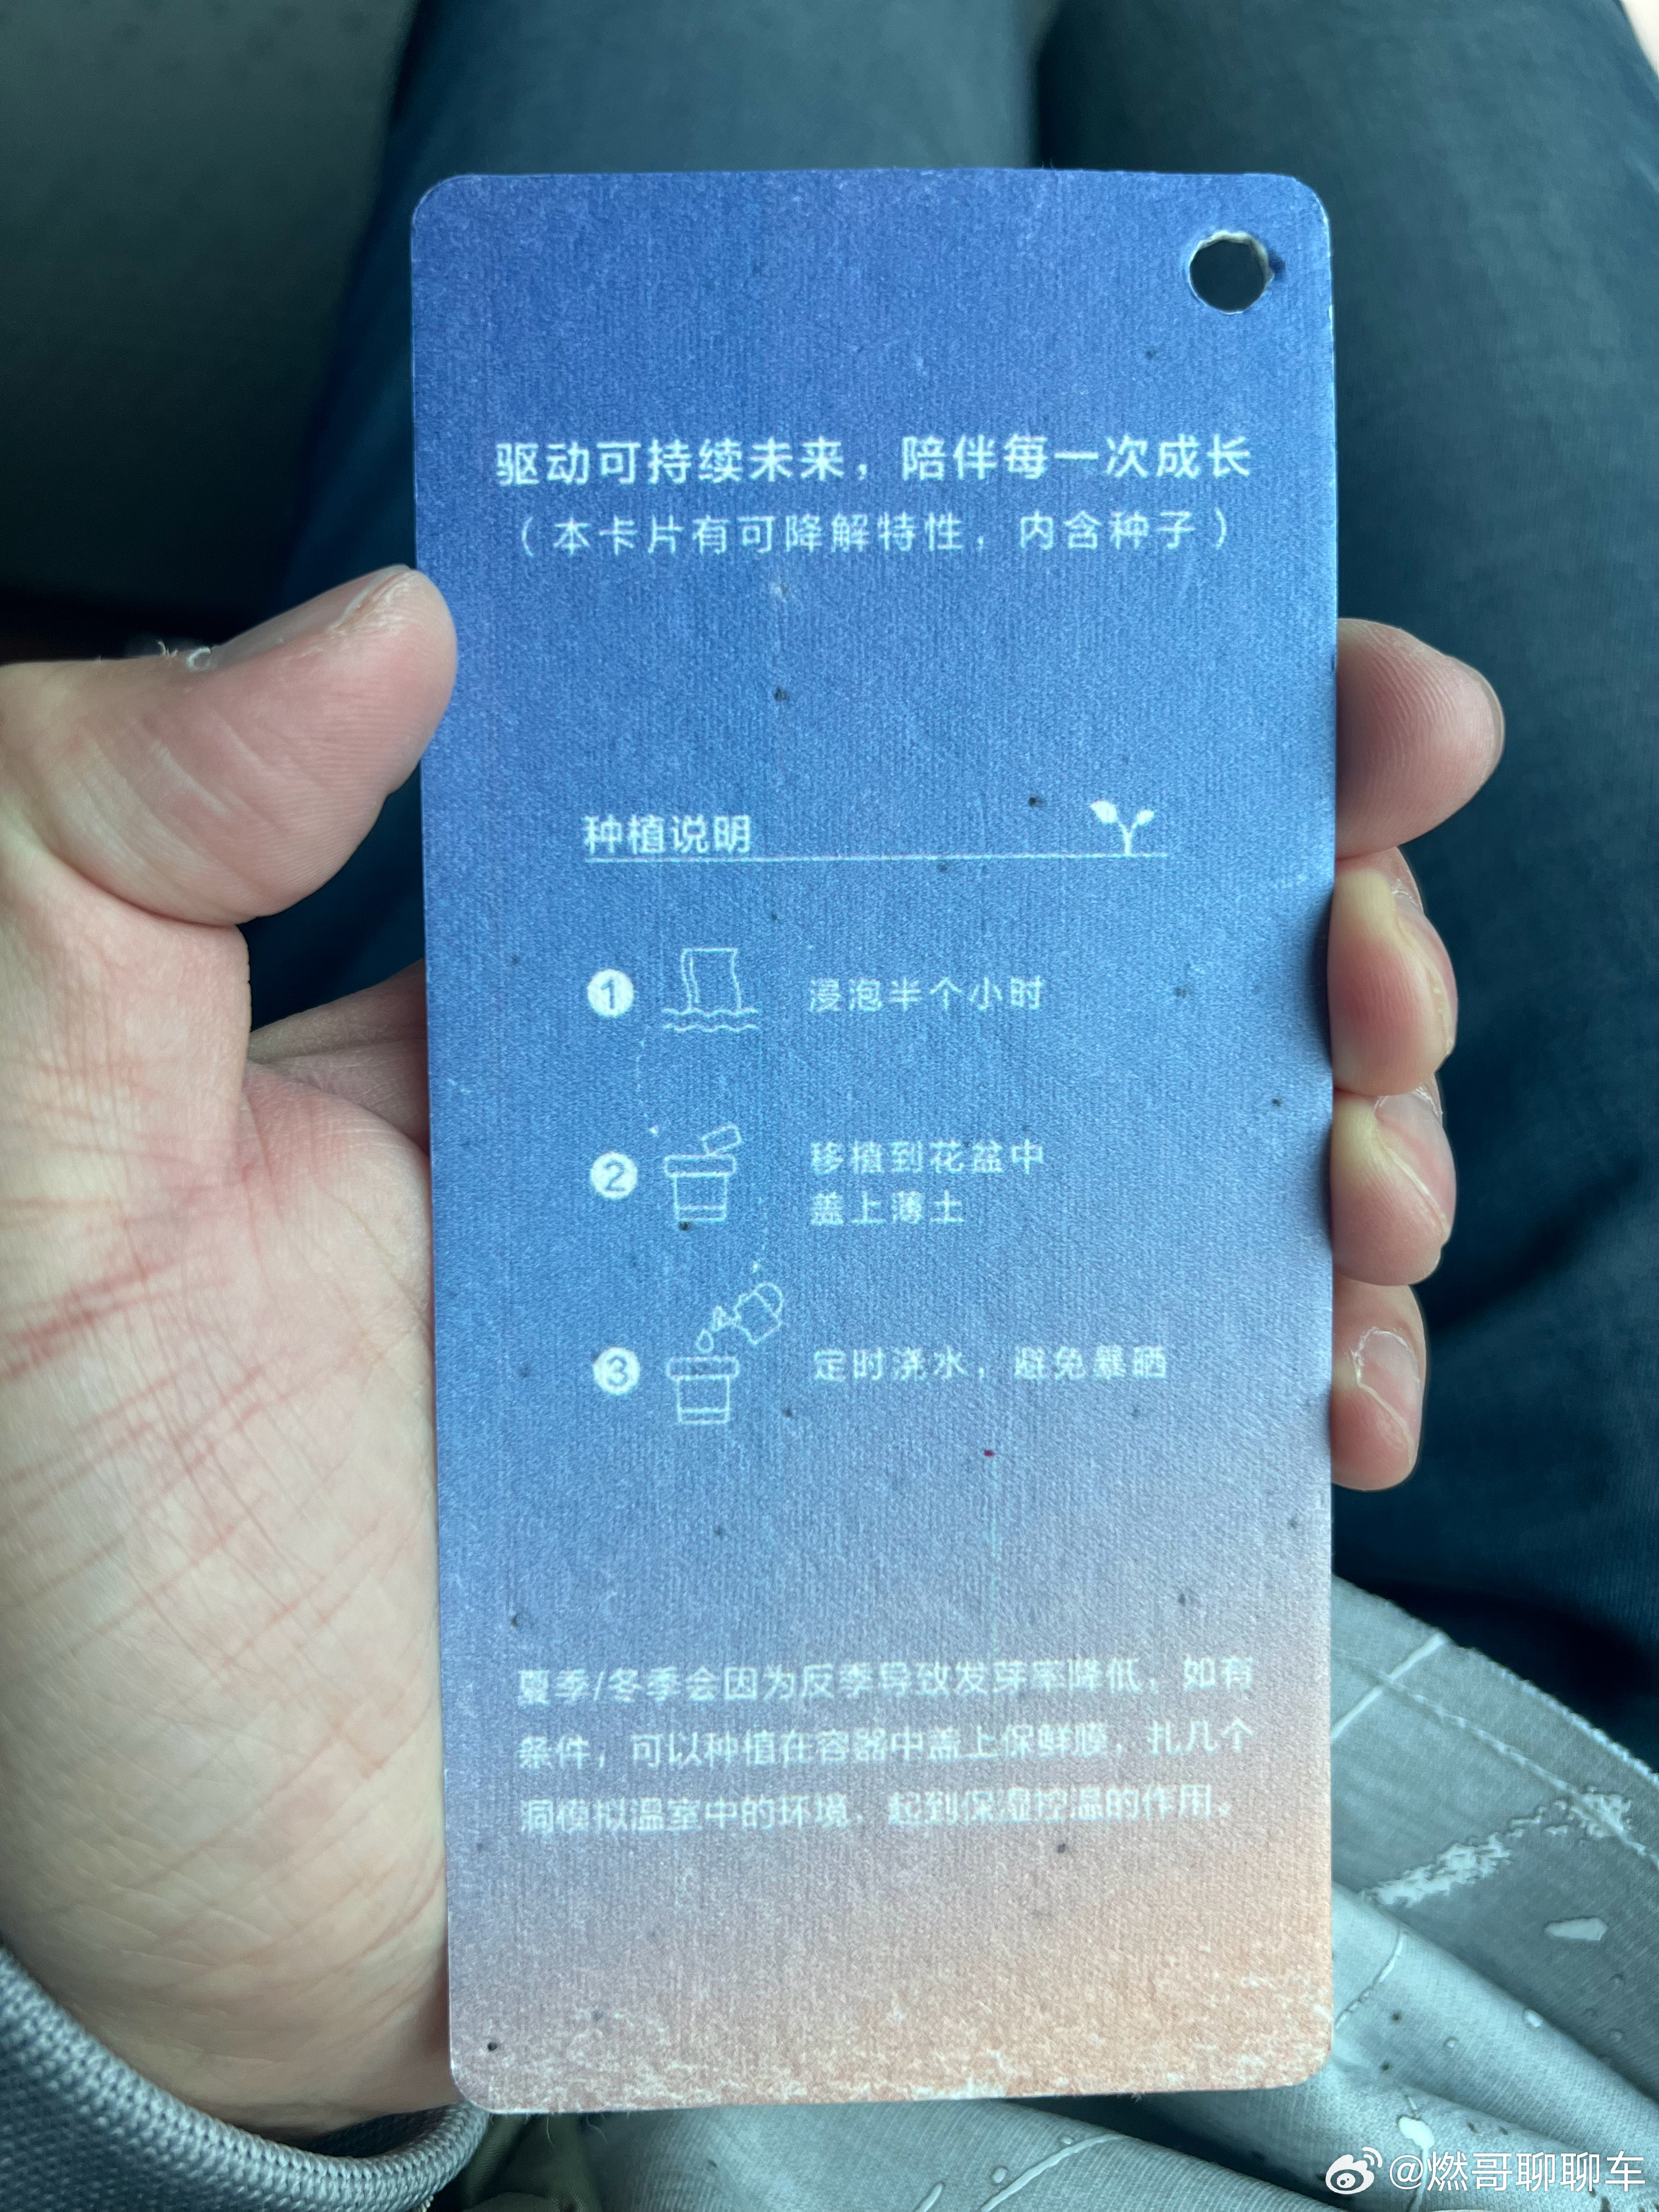 驱动可持续未来，陪伴每一次成长
（本卡片有可降解特性，内含种子）
种植说明
1 浸泡半个小时
2 移植到花盆中
盖上薄土
3 定时浇水，避免暴晒
夏季/冬季会因为反季导致发芽率降低，如有
条件，可以种植在容器中盖上保鲜膜，扎几个
洞模拟温室中的环境，起到保湿控温的作用。
@燃哥聊聊车